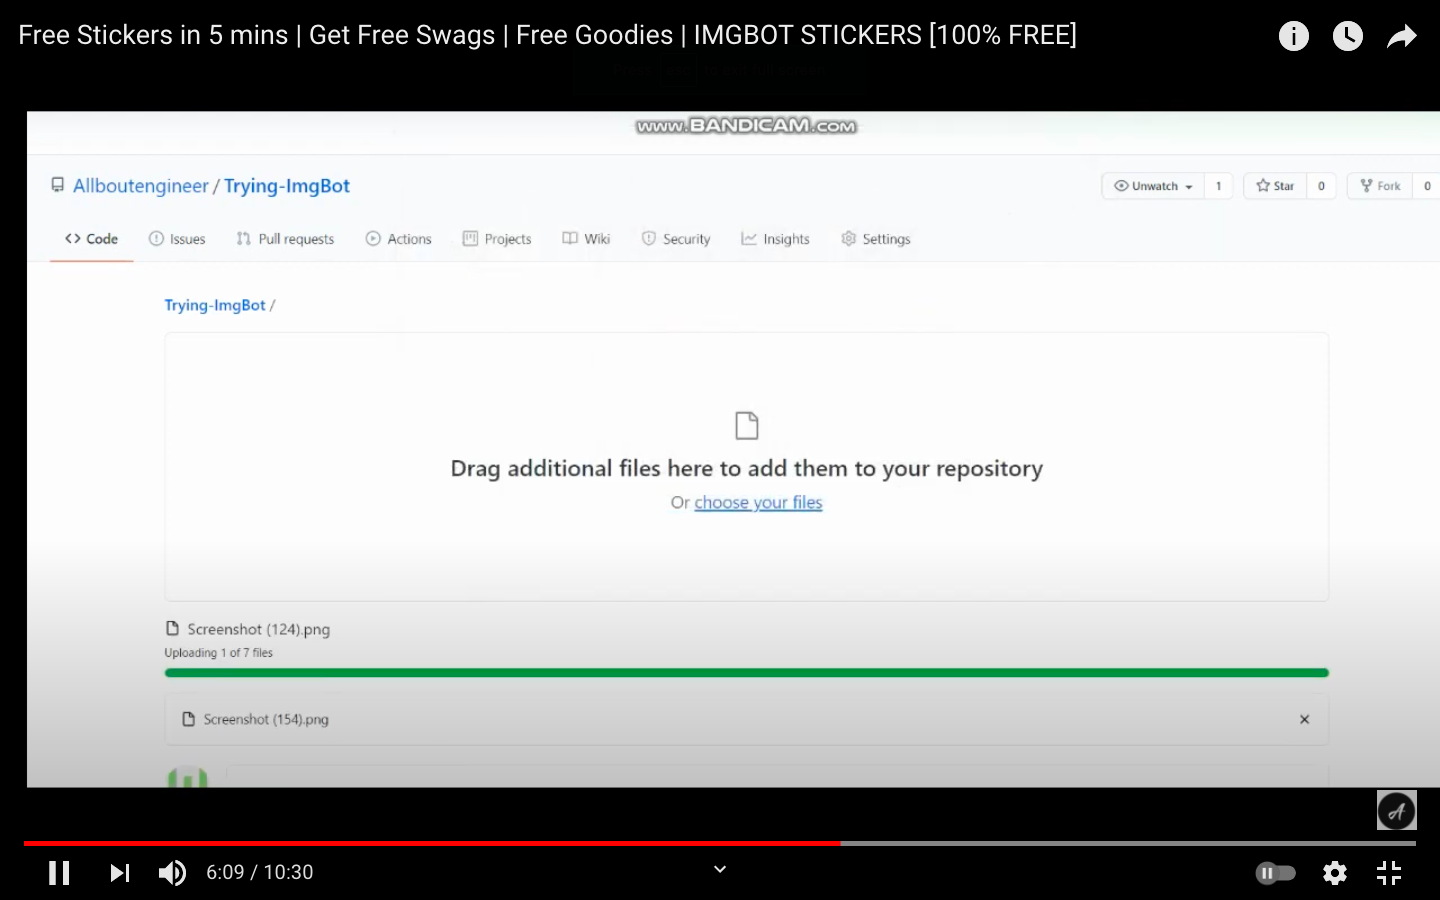 Free Stickers in 5 mins | Get Free Swags | Free Goodies | IMGBOT STICKERS [100% FREE]
www.BANDICAM.COM
Allboutengineer / Trying-ImgBot
Unwatch 1 Star 0 Fork 0
Code Issues Pull requests Actions Projects Wiki Security Insights Settings
Trying-ImgBot /
Drag additional files here to add them to your repository
Or choose your files
Screenshot (124).png
Uploading 1 of 7 files
Screenshot (154).png
6:09 / 10:30